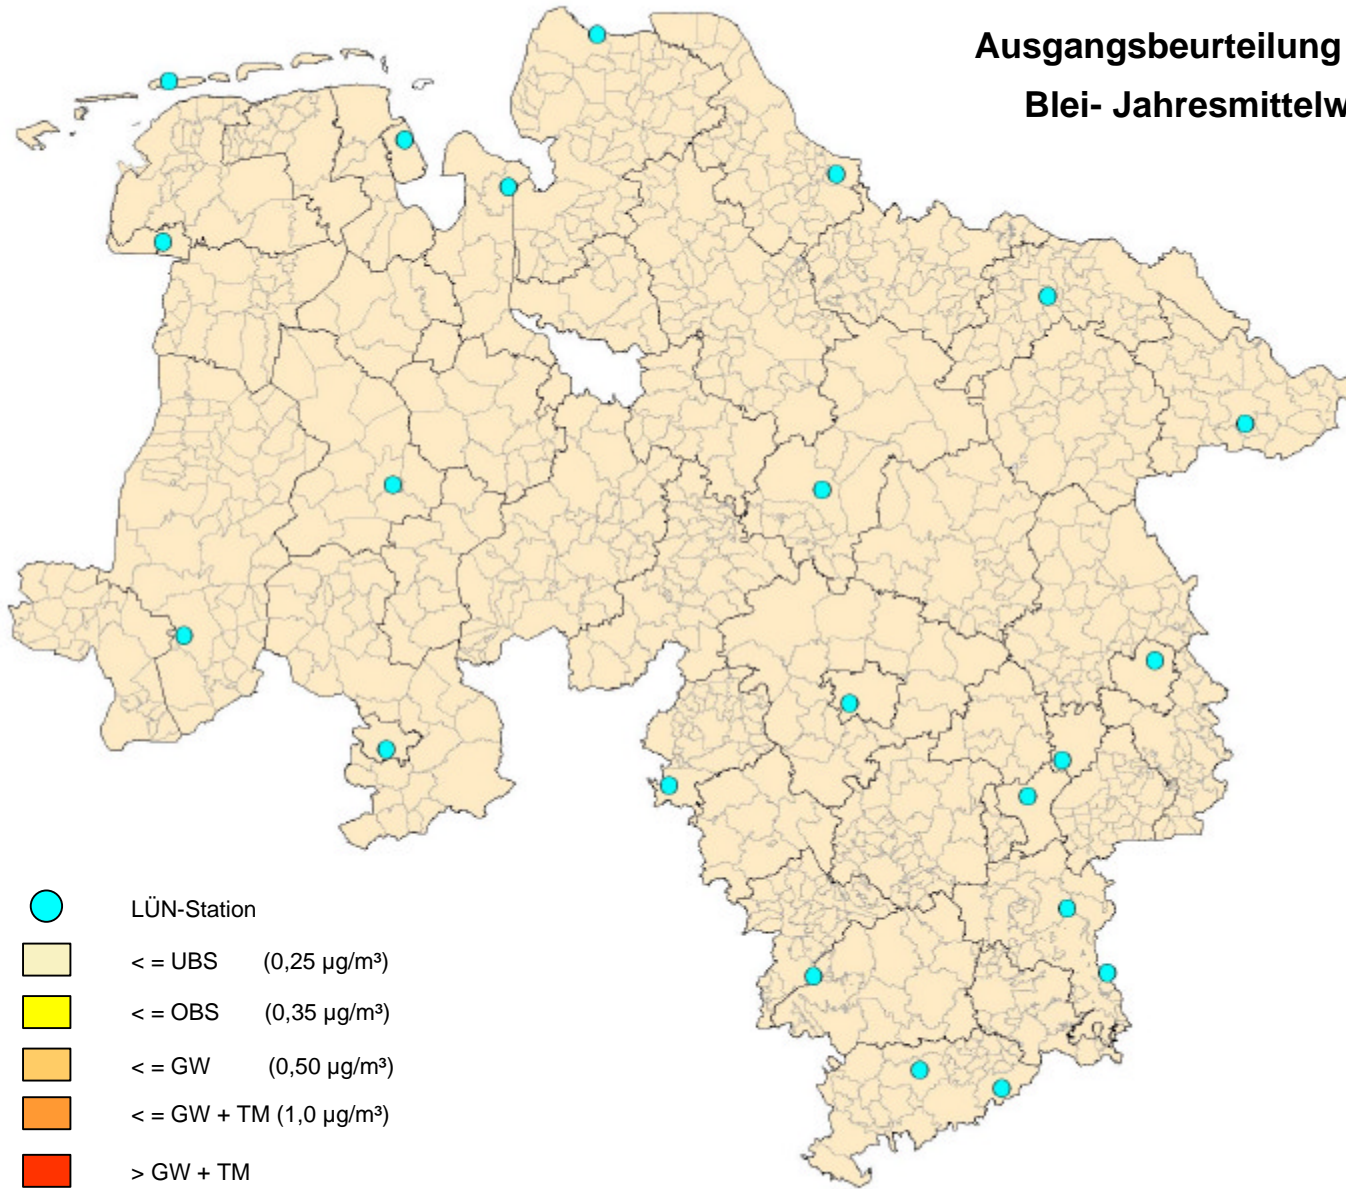 Ausgangsbeurteilung
Blei- Jahresmittelw
LÜN-Station
< = UBS (0,25 µg/m³)
< = OBS (0,35 µg/m³)
< = GW (0,50 µg/m³)
< = GW + TM (1,0 µg/m³)
> GW + TM